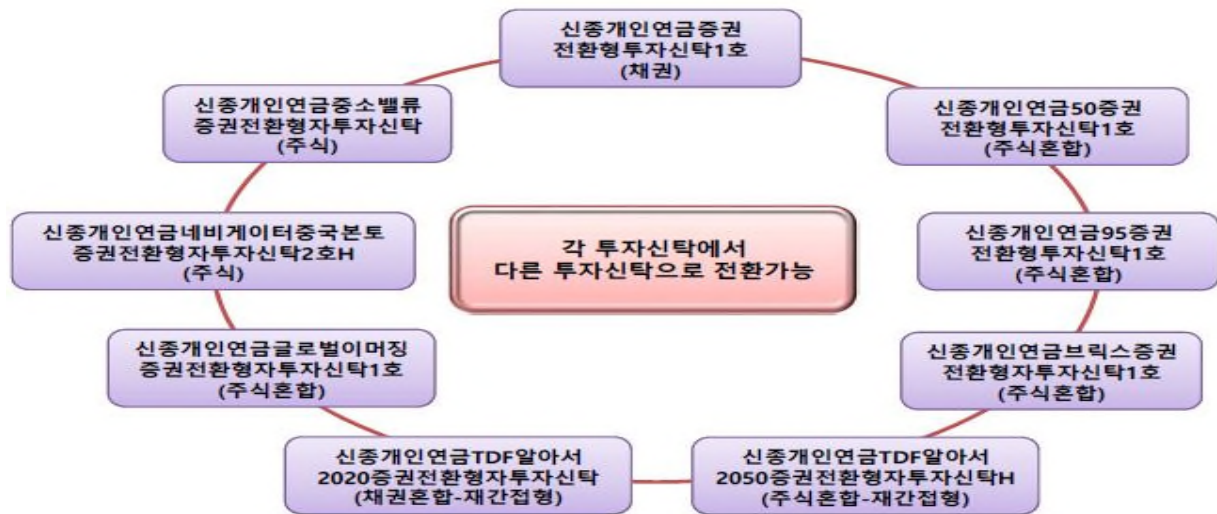 신종개인연금증권
전환형투자신탁1호
(채권)
신종개인연금중소밸류
증권전환형자투자신탁
(주식)
신종개인연금50증권
전환형투자신탁1호
(주식혼합)
신종개인연금네비게이터중국본토
증권전환형자투자신탁2호H
(주식)
각 투자신탁에서
다른 투자신탁으로 전환가능
신종개인연금95증권
전환형투자신탁1호
(주식혼합)
신종개인연금글로벌이머징
증권전환형자투자신탁1호
(주식혼합)
신종개인연금브릭스증권
전환형자투자신탁1호
(주식혼합)
신종개인연금TDF알아서
2020증권전환형자투자신탁
(채권혼합-재간접형)
신종개인연금TDF알아서
2050증권전환형자투자신탁H
(주식혼합-재간접형)